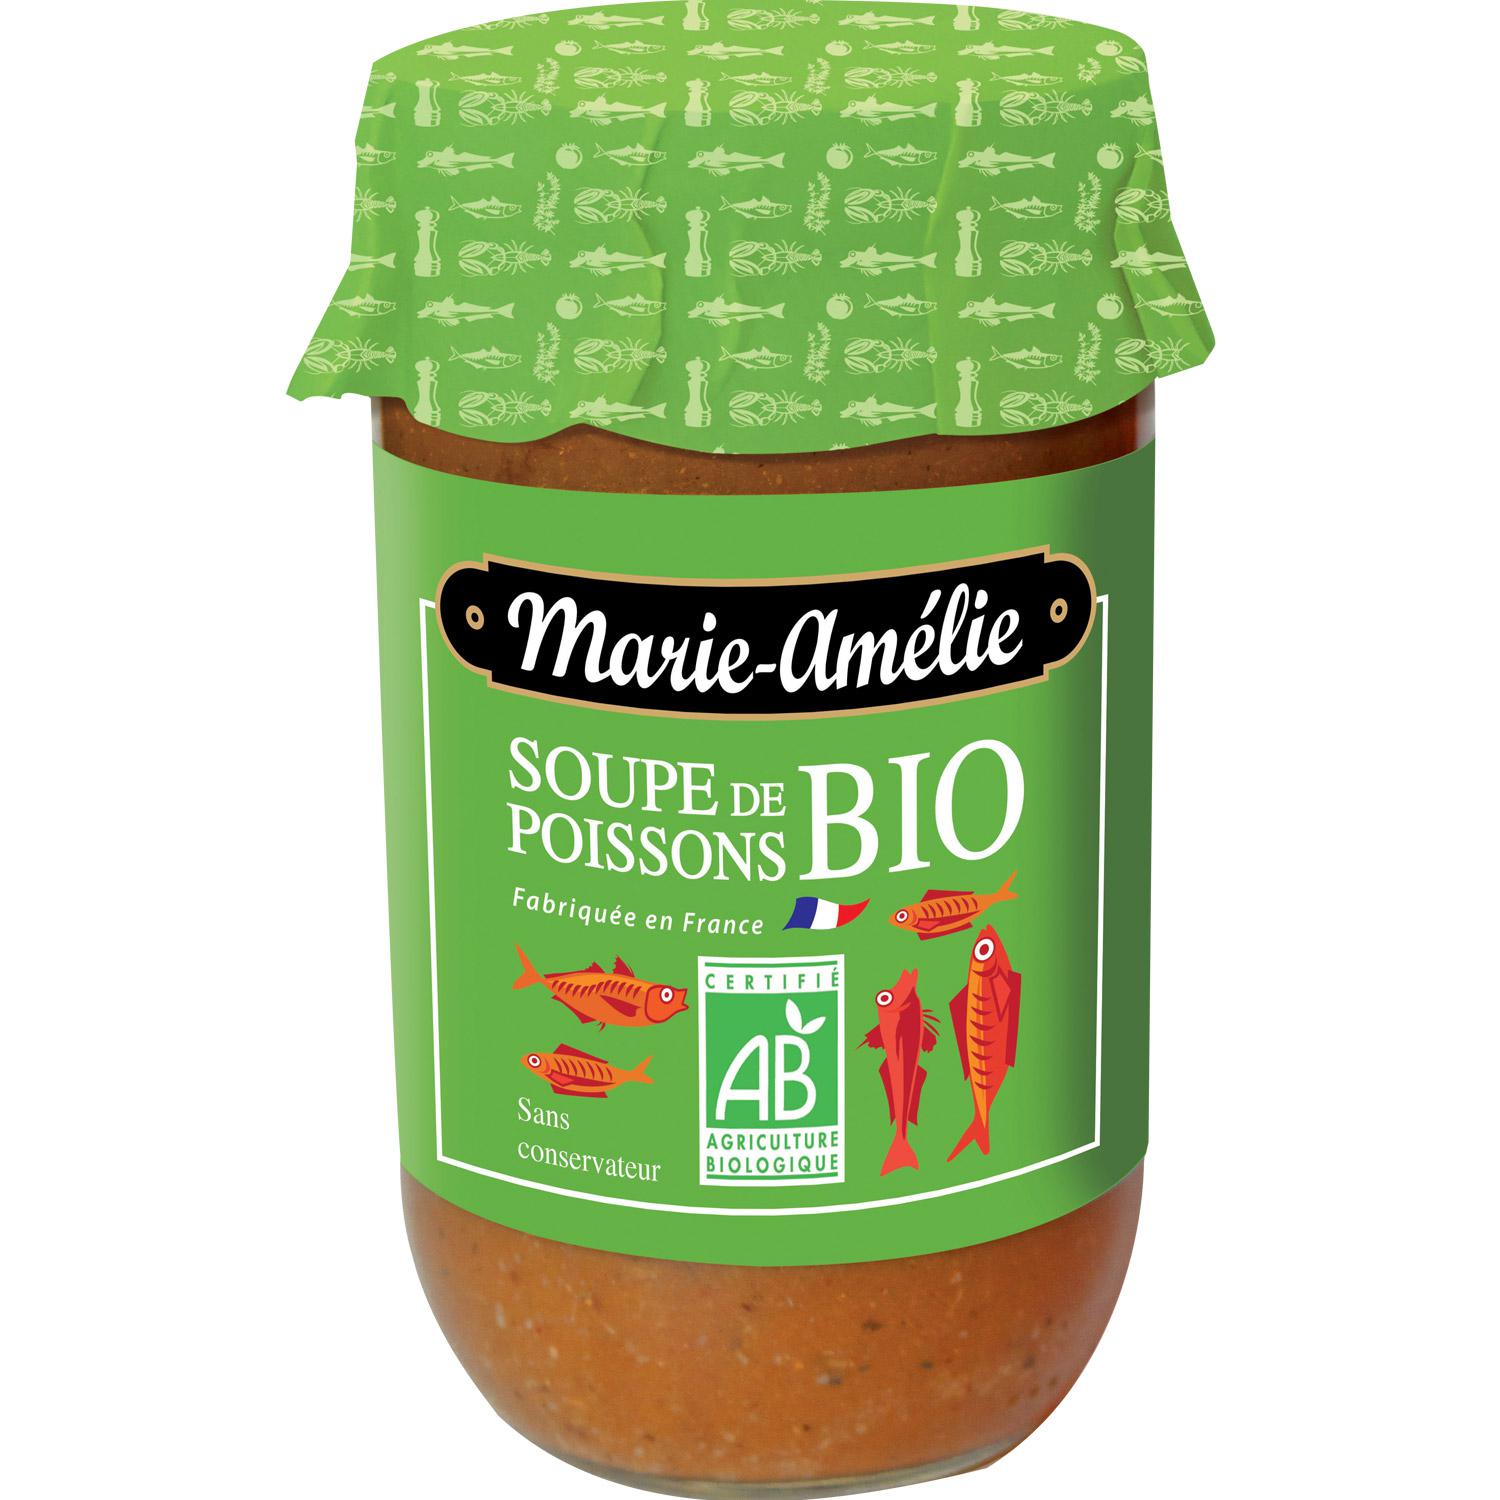 Marie-Amélie
SOUPE DE
POISSONS BIO
Fabriquée en France
CERTIFIÉ
AB
AGRICULTURE
BIOLOGIQUE
Sans
conservateur